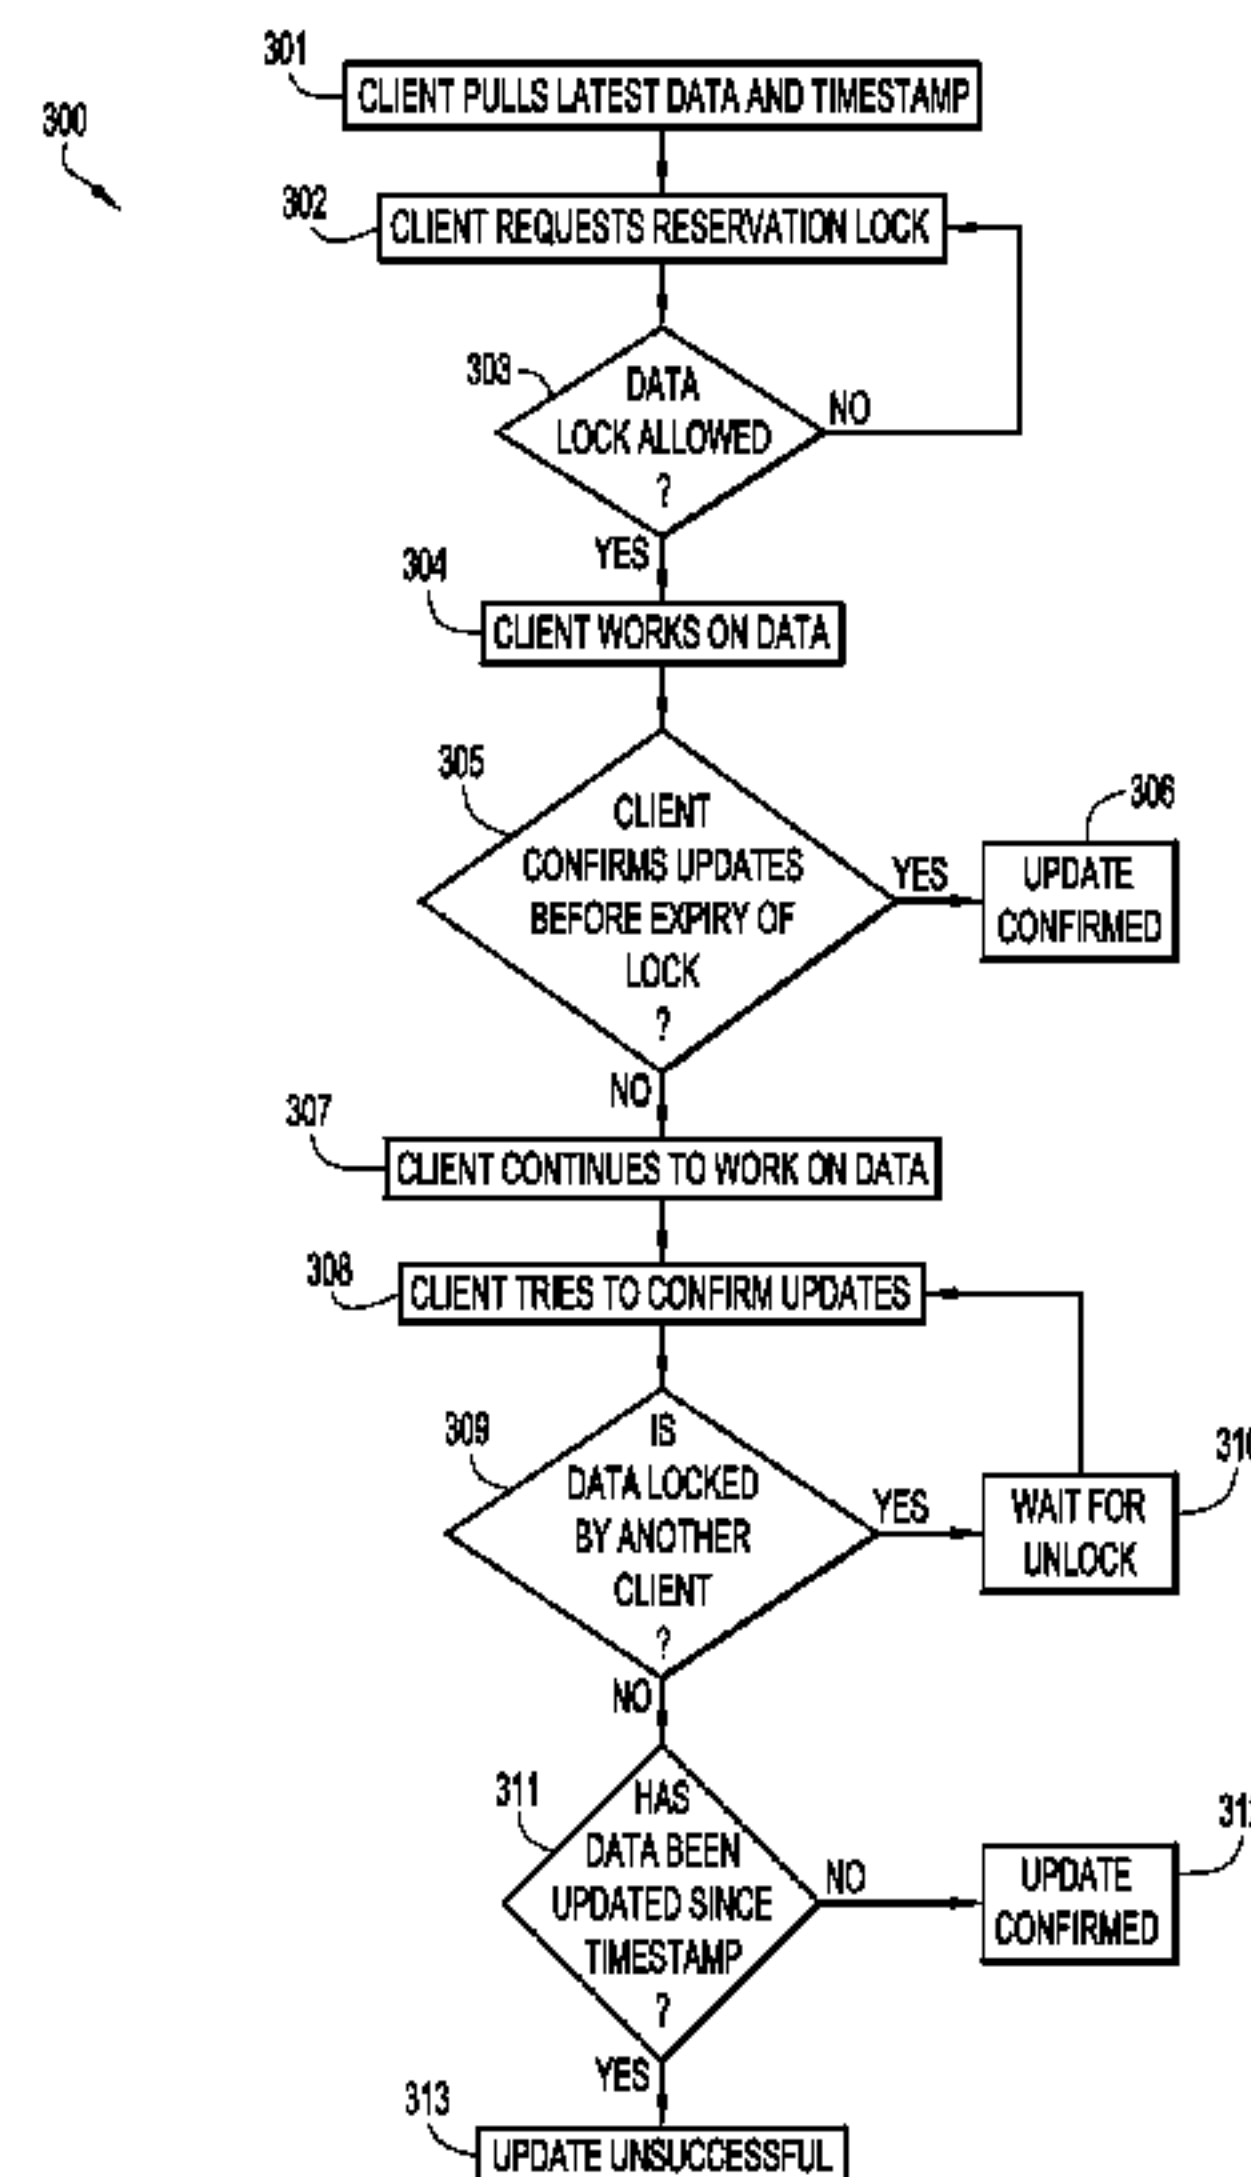 301
CLIENT PULLS LATEST DATA AND TIMESTAMP
300
302
CLIENT REQUESTS RESERVATION LOCK
303
DATA
LOCK ALLOWED
?
NO
YES
304
CLIENT WORKS ON DATA
305
CLIENT
CONFIRMS UPDATES
BEFORE EXPIRY OF
LOCK
?
YES
306
UPDATE
CONFIRMED
NO
307
CLIENT CONTINUES TO WORK ON DATA
308
CLIENT TRIES TO CONFIRM UPDATES
309
IS
DATA LOCKED
BY ANOTHER
CLIENT
?
YES
310
WAIT FOR
UNLOCK
NO
311
HAS
DATA BEEN
UPDATED SINCE
TIMESTAMP
?
NO
UPDATE
CONFIRMED
YES
313
UPDATE UNSUCCESSFUL